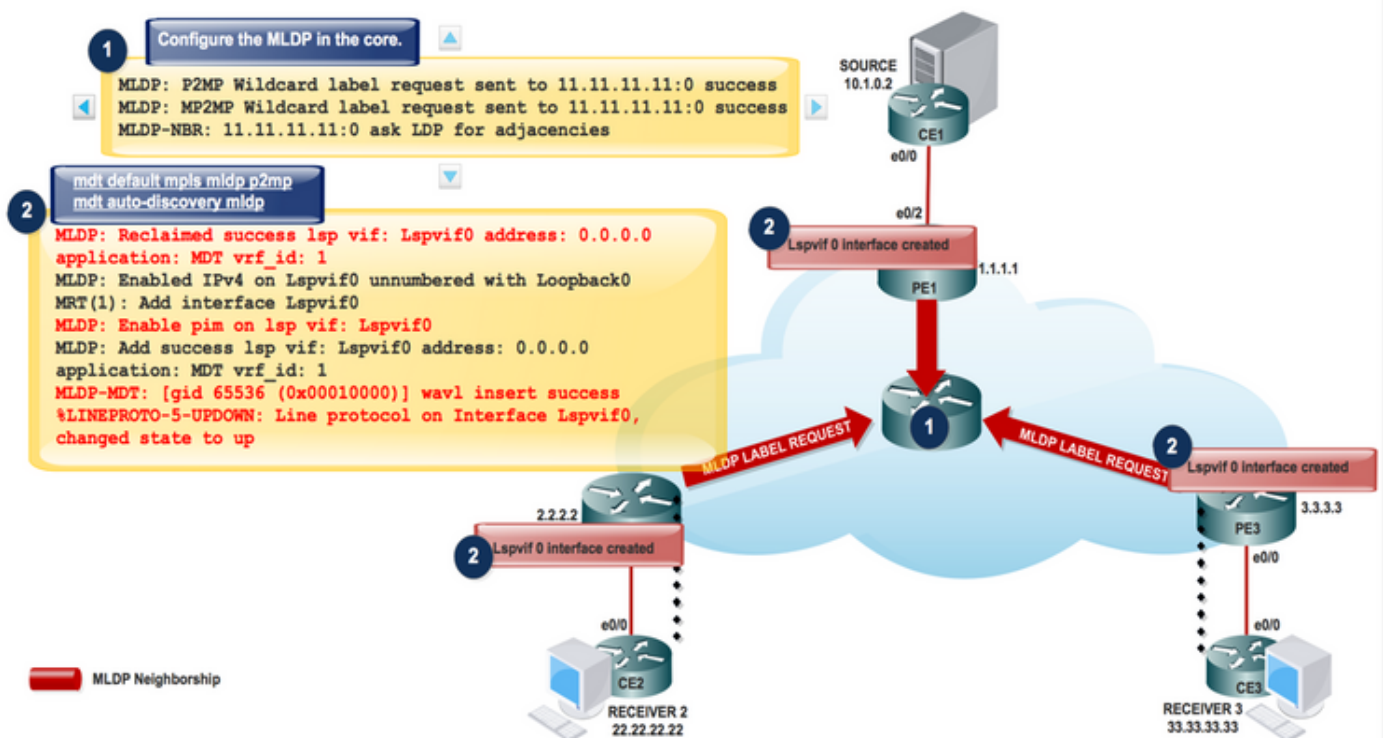 1
Configure the MLDP in the core.
MLDP: P2MP Wildcard label request sent to 11.11.11.11:0 success
MLDP: MP2MP Wildcard label request sent to 11.11.11.11:0 success
MLDP-NBR: 11.11.11.11:0 ask LDP for adjacencies
2
mdt default mpls mldp p2mp
mdt auto-discovery mldp
MLDP: Reclaimed success lsp vif: Lspvif0 address: 0.0.0.0
application: MDT vrf_id: 1
MLDP: Enabled IPv4 on Lspvif0 unnumbered with Loopback0
MRT(1): Add interface Lspvif0
MLDP: Enable pim on lsp vif: Lspvif0
MLDP: Add success lsp vif: Lspvif0 address: 0.0.0.0
application: MDT vrf_id: 1
MLDP-MDT: [gid 65536 (0x00010000)] wavl insert success
%LINEPROTO-5-UPDOWN: Line protocol on Interface Lspvif0,
changed state to up
SOURCE
10.1.0.2
CE1
e0/0
e0/2
2
Lspvif 0 interface created
1.1.1.1
PE1
1
MLDP LABEL REQUEST
MLDP LABEL REQUEST
2
Lspvif 0 interface created
3.3.3.3
PE3
e0/0
2.2.2.2
2
Lspvif 0 interface created
e0/0
CE2
RECEIVER 2
22.22.22.22
e0/0
CE3
RECEIVER 3
33.33.33.33
MLDP Neighborship